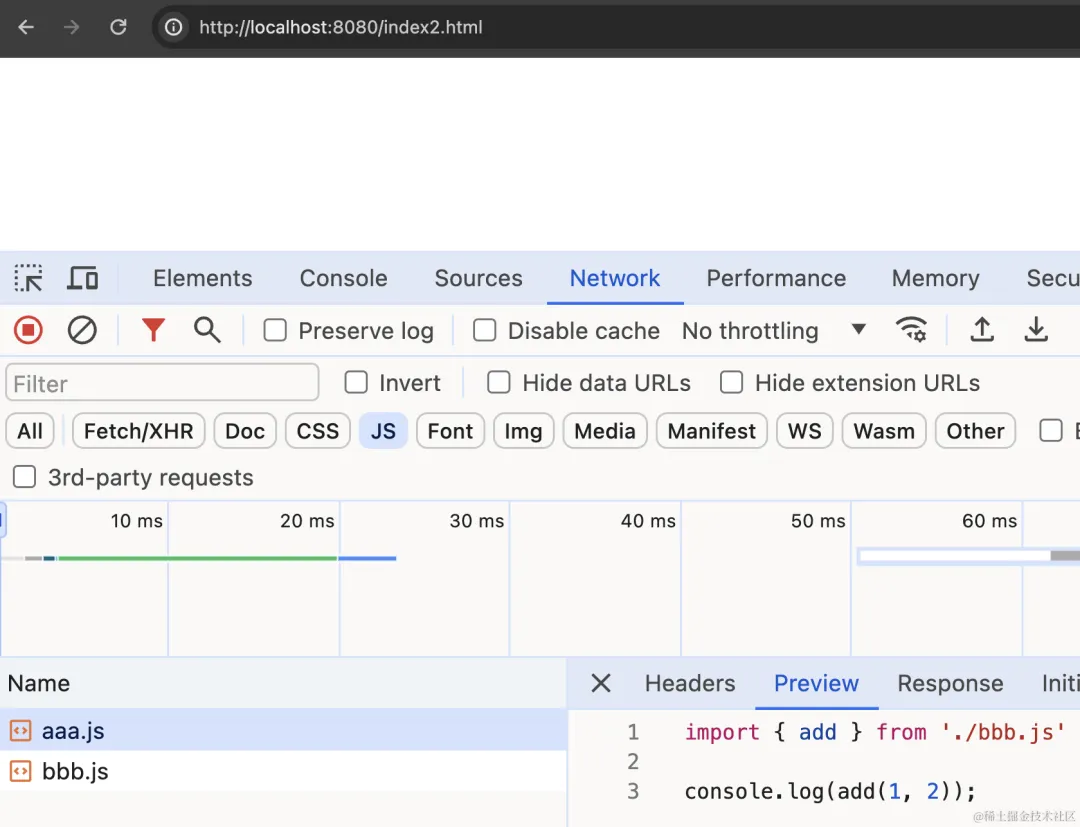 http://localhost:8080/index2.html
Elements Console Sources Network Performance Memory Secu
Preserve log Disable cache No throttling
Filter Invert Hide data URLs Hide extension URLs
All Fetch/XHR Doc CSS JS Font Img Media Manifest WS Wasm Other
3rd-party requests
10 ms 20 ms 30 ms 40 ms 50 ms 60 ms
Name Headers Preview Response Initi
aaa.js 1 import { add } from './bbb.js'
2
bbb.js
3 console.log(add(1, 2));
@稀土掘金技术社区